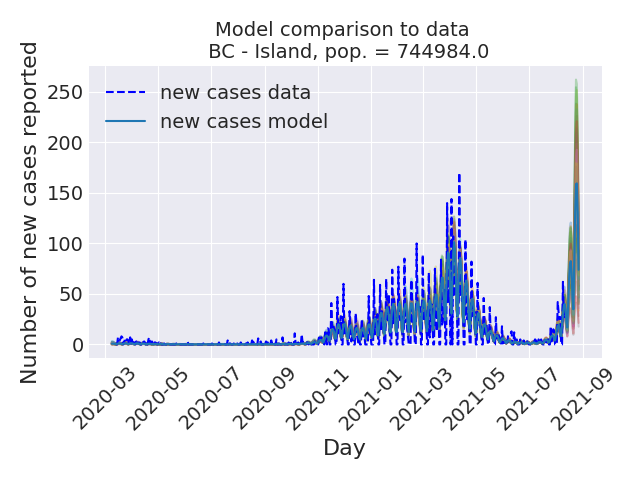 Model comparison to data
BC - Island, pop. = 744984.0
Number of new cases reported
250
200
150
100
50
0
new cases data
new cases model
2020-03
2020-05
2020-07
2020-09
2020-11
2021-01
2021-03
2021-05
2021-07
2021-09
Day